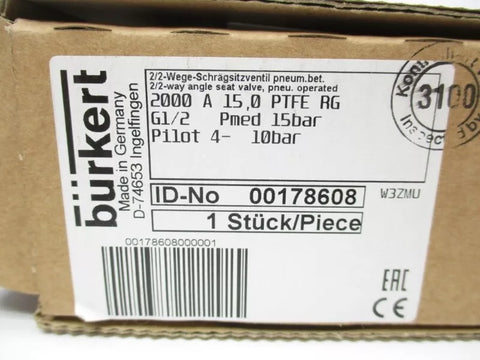 bürkert
Made in Germany
D-74653 Ingelfingen
2/2-Wege-Schrägsitzventil pneum.bet.
2/2-way angle seat valve, pneu. operated
2000 A 15,0 PTFE RG
G1/2 Pmed 15bar
Pilot 4- 10bar
ID-No 00178608
W3ZMU
1 Stück/Piece
00178608000001
EAC
CE
3100